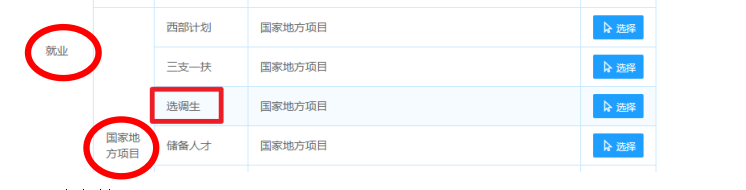 西部计划 国家地方项目 选择
就业
三支一扶 国家地方项目 选择
选调生 国家地方项目 选择
国家地
方项目
储备人才 国家地方项目 选择